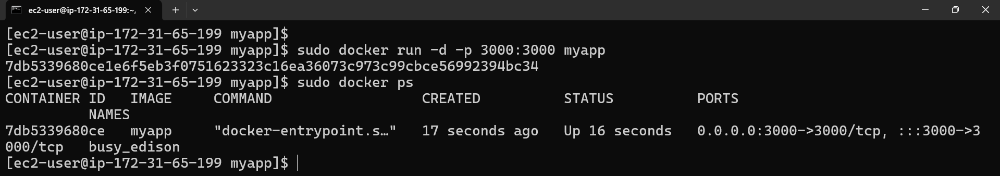 ec2-user@ip-172-31-65-199:~/
[ec2-user@ip-172-31-65-199 myapp]$
[ec2-user@ip-172-31-65-199 myapp]$ sudo docker run -d -p 3000:3000 myapp
7db5339680ce1e6f5eb3f0751623323c16ea36073c973c99cbce56992394bc34
[ec2-user@ip-172-31-65-199 myapp]$ sudo docker ps
CONTAINER ID   IMAGE     COMMAND                  CREATED          STATUS          PORTS
          NAMES
7db5339680ce   myapp     "docker-entrypoint.s…"   17 seconds ago   Up 16 seconds   0.0.0.0:3000->3000/tcp, :::3000->3
000/tcp   busy_edison
[ec2-user@ip-172-31-65-199 myapp]$